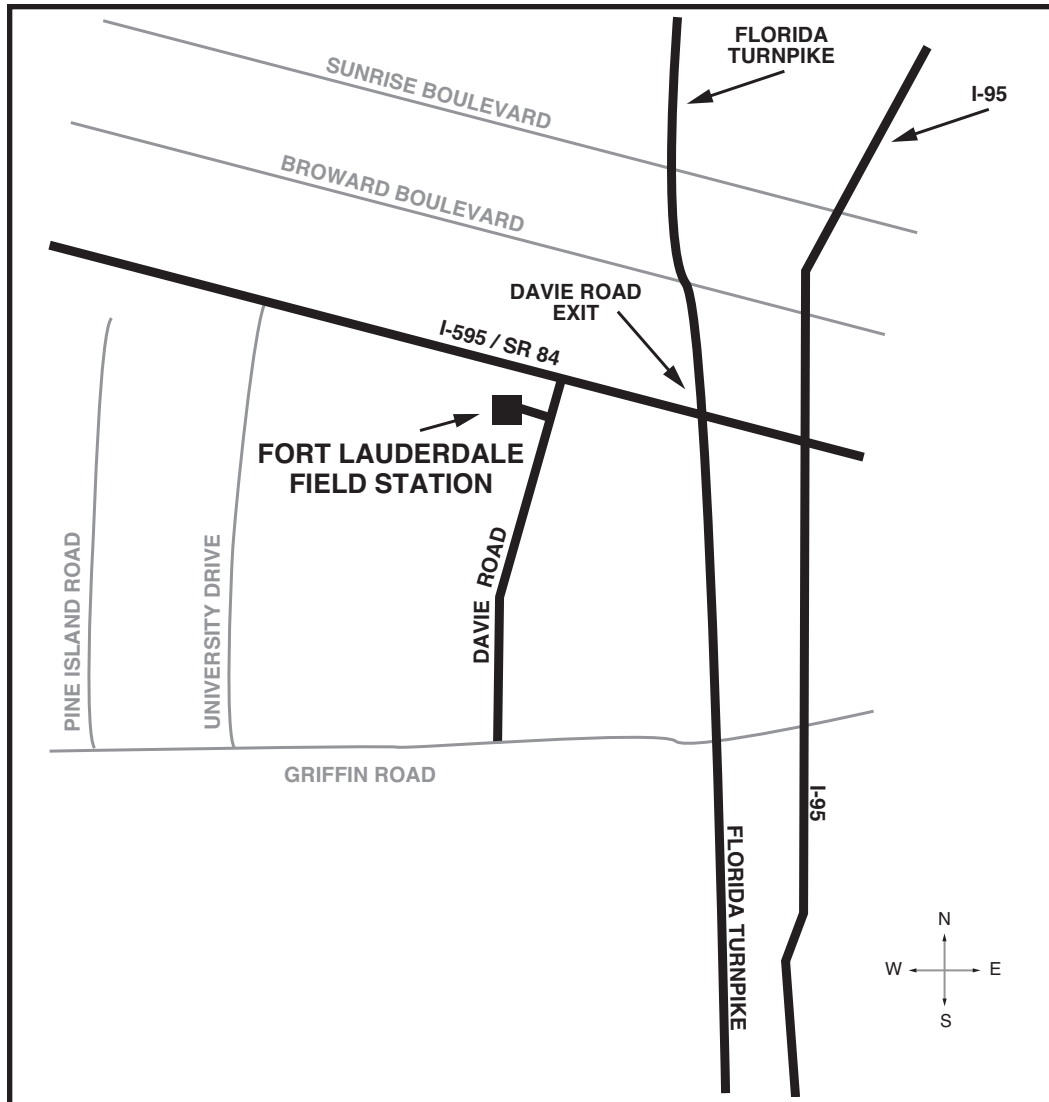 FLORIDA
TURNPIKE
I-95
SUNRISE BOULEVARD
BROWARD BOULEVARD
DAVIE ROAD
EXIT
I-595 / SR 84
FORT LAUDERDALE
FIELD STATION
PINE ISLAND ROAD
UNIVERSITY DRIVE
DAVIE ROAD
GRIFFIN ROAD
I-95
FLORIDA TURNPIKE
N
W E
S